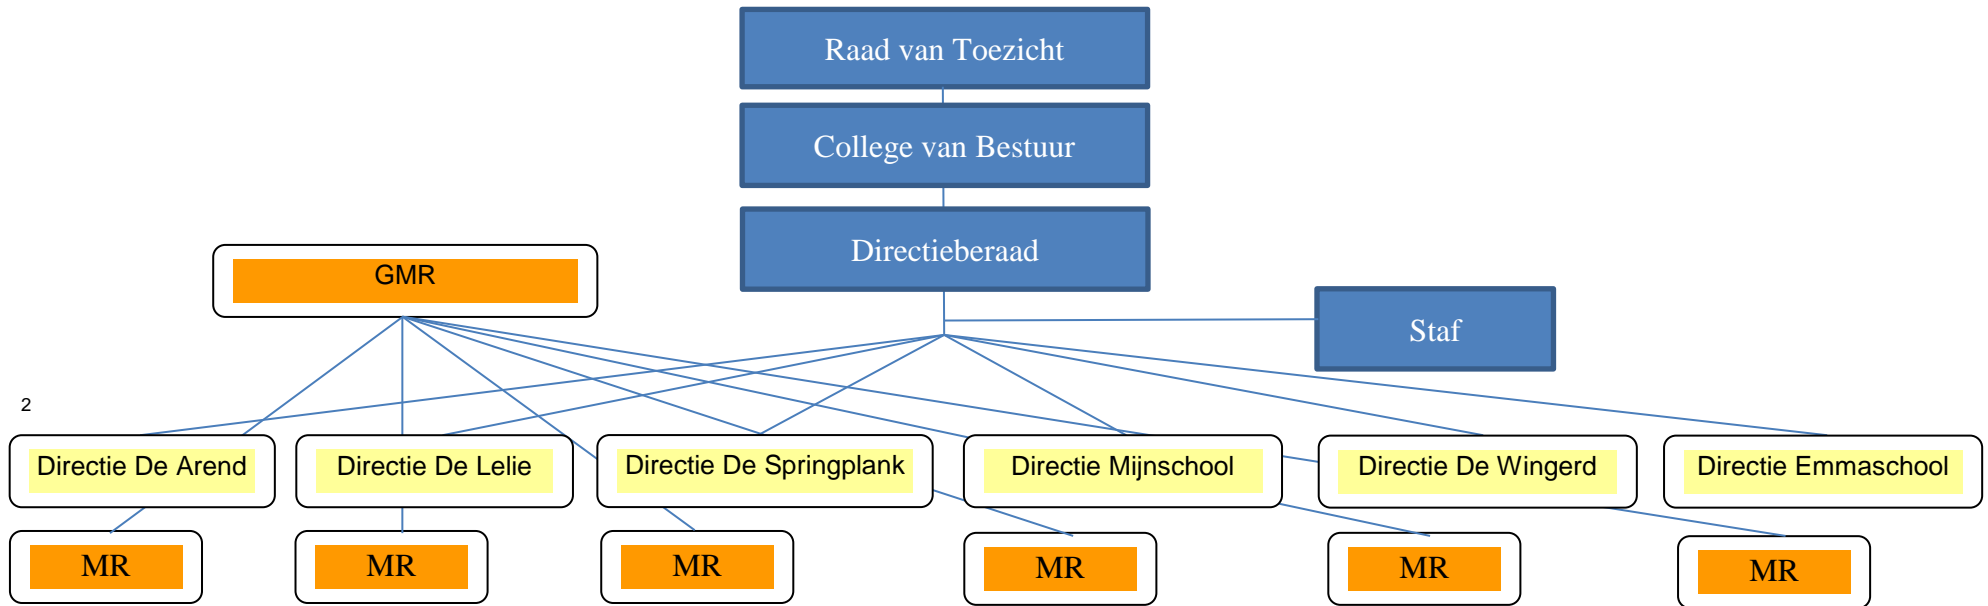 Raad van Toezicht
College van Bestuur
Directieberaad
GMR
Staf
2
Directie De Arend
Directie De Lelie
Directie De Springplank
Directie Mijnschool
Directie De Wingerd
Directie Emmaschool
MR
MR
MR
MR
MR
MR